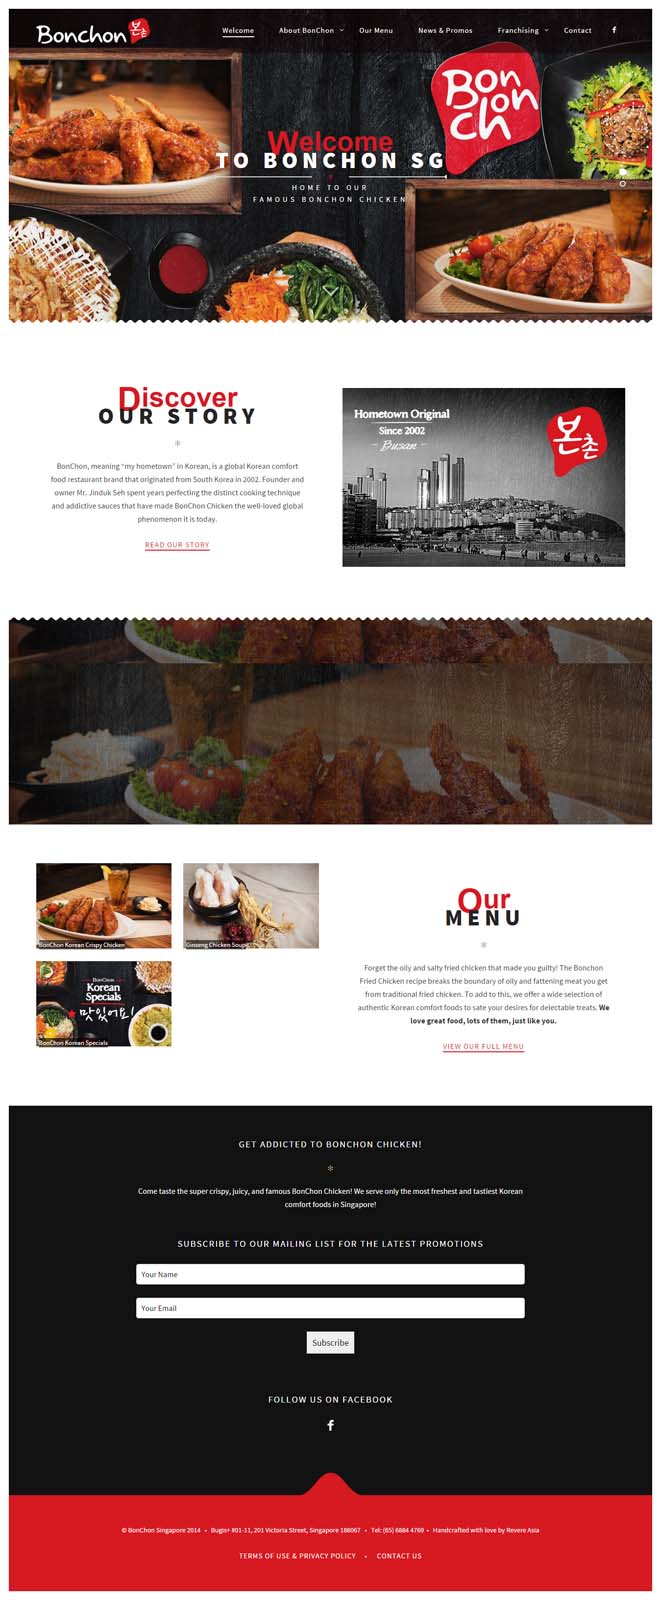 Bonchon
본촌
Welcome
About BonChon
Our Menu
News & Promos
Franchising
Contact
Bon
chon
ch
Welcome
TO BONCHON SG
HOME TO OUR
FAMOUS BONCHON CHICKEN
Discover
OUR STORY
BonChon, meaning “my hometown” in Korean, is a global Korean comfort
food restaurant brand that originated from South Korea in 2002. Founder and
owner Mr. Jinduk Seh spent years perfecting the distinct cooking technique
and addictive sauces that have made BonChon Chicken the well-loved global
phenomenon it is today.
READ OUR STORY
Hometown Original
Since 2002
~ Busan ~
본촌
BonChon Korean Crispy Chicken
Ginseng Chicken Soup
BonChon
Korean
Specials
맛있어요!
BonChon Korean Specials
Our
MENU
Forget the oily and salty fried chicken that made you guilty! The Bonchon
Fried Chicken recipe breaks the boundary of oily and fattening meat you get
from traditional fried chicken. To add to this, we offer a wide selection of
authentic Korean comfort foods to sate your desires for delectable treats. We
love great food, lots of them, just like you.
VIEW OUR FULL MENU
GET ADDICTED TO BONCHON CHICKEN!
Come taste the super crispy, juicy, and famous BonChon Chicken! We serve only the most freshest and tastiest Korean
comfort foods in Singapore!
SUBSCRIBE TO OUR MAILING LIST FOR THE LATEST PROMOTIONS
Your Name
Your Email
Subscribe
FOLLOW US ON FACEBOOK
© BonChon Singapore 2014 • Bugis+ #01-11, 201 Victoria Street, Singapore 188067 • Tel: (65) 6884 4769 • Handcrafted with love by Revere Asia
TERMS OF USE & PRIVACY POLICY • CONTACT US